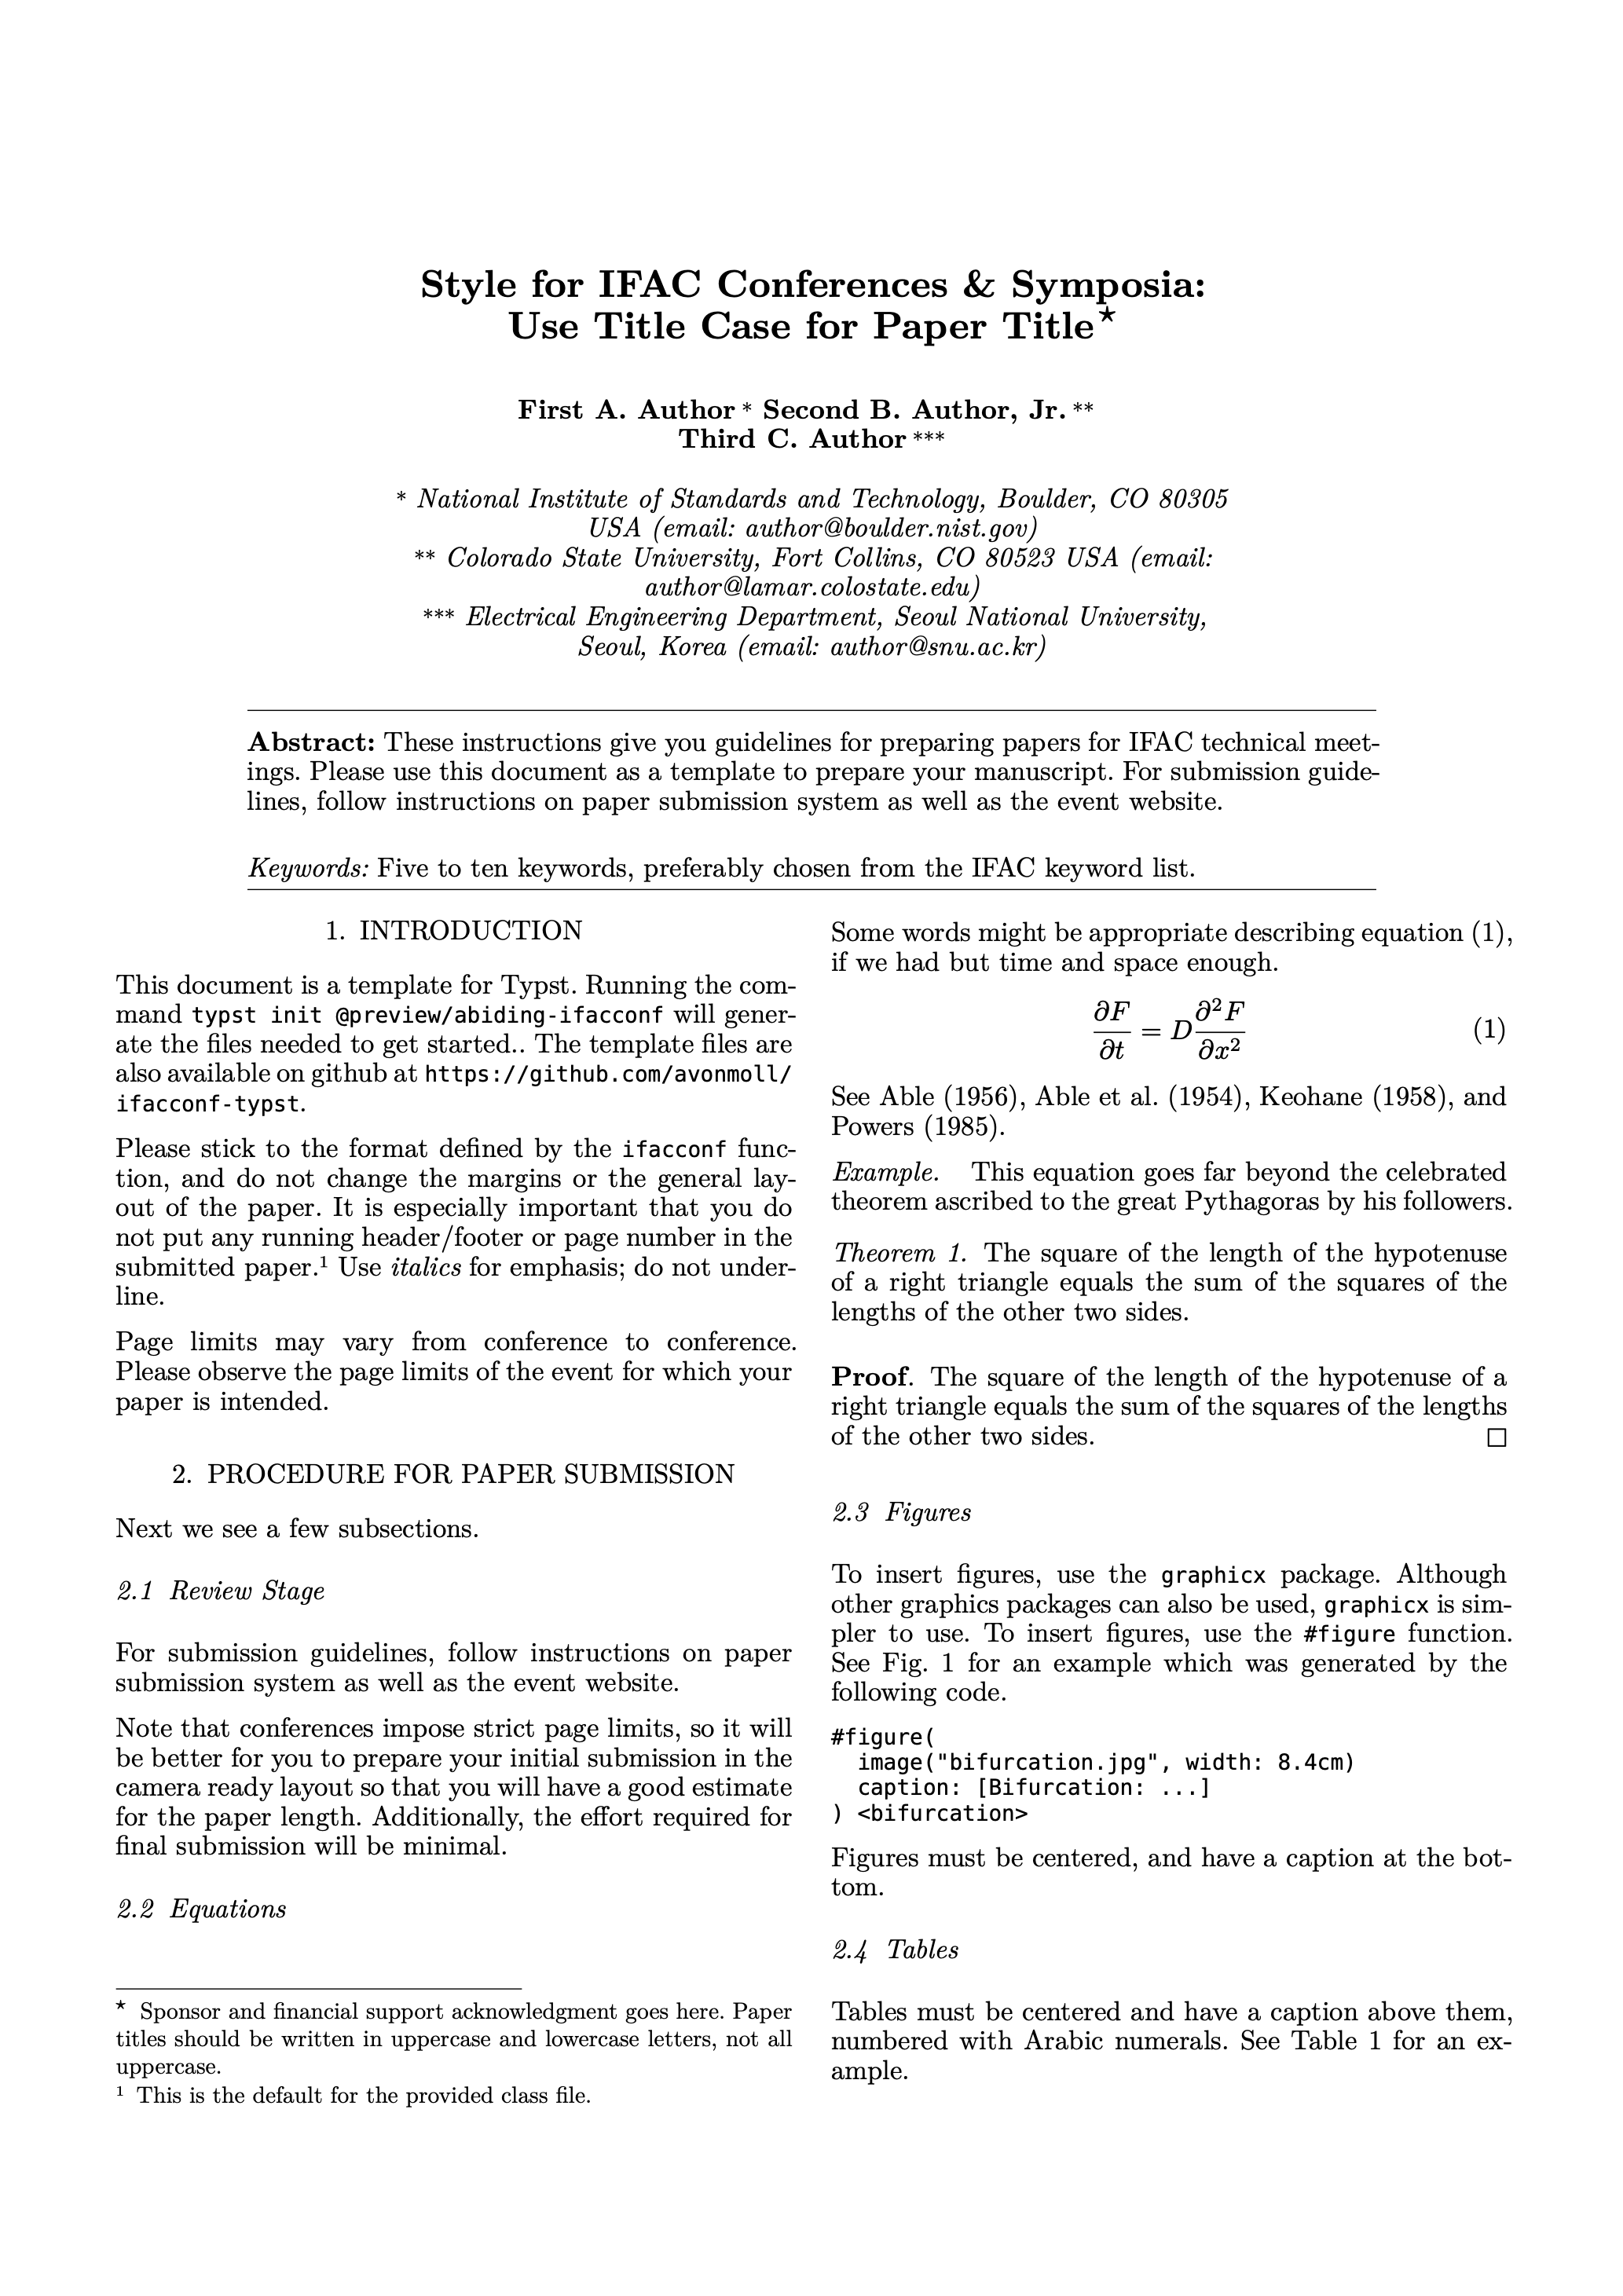 Style for IFAC Conferences & Symposia:
Use Title Case for Paper Title⋆
First A. Author * Second B. Author, Jr. **
Third C. Author ***
* National Institute of Standards and Technology, Boulder, CO 80305
USA (email: author@boulder.nist.gov)
** Colorado State University, Fort Collins, CO 80523 USA (email:
author@lamar.colostate.edu)
*** Electrical Engineering Department, Seoul National University,
Seoul, Korea (email: author@snu.ac.kr)
Abstract: These instructions give you guidelines for preparing papers for IFAC technical meet-
ings. Please use this document as a template to prepare your manuscript. For submission guide-
lines, follow instructions on paper submission system as well as the event website.
Keywords: Five to ten keywords, preferably chosen from the IFAC keyword list.
1. INTRODUCTION
This document is a template for Typst. Running the com-
mand typst init @preview/abiding-ifacconf will gener-
ate the files needed to get started.. The template files are
also available on github at https://github.com/avonmoll/
ifacconf-typst.
Please stick to the format defined by the ifacconf func-
tion, and do not change the margins or the general lay-
out of the paper. It is especially important that you do
not put any running header/footer or page number in the
submitted paper.¹ Use italics for emphasis; do not under-
line.
Page limits may vary from conference to conference.
Please observe the page limits of the event for which your
paper is intended.
2. PROCEDURE FOR PAPER SUBMISSION
Next we see a few subsections.
2.1 Review Stage
For submission guidelines, follow instructions on paper
submission system as well as the event website.
Note that conferences impose strict page limits, so it will
be better for you to prepare your initial submission in the
camera ready layout so that you will have a good estimate
for the paper length. Additionally, the effort required for
final submission will be minimal.
2.2 Equations
⋆ Sponsor and financial support acknowledgment goes here. Paper
titles should be written in uppercase and lowercase letters, not all
uppercase.
¹ This is the default for the provided class file.
Some words might be appropriate describing equation (1),
if we had but time and space enough.
∂F/∂t = D ∂²F/∂x² (1)
See Able (1956), Able et al. (1954), Keohane (1958), and
Powers (1985).
Example. This equation goes far beyond the celebrated
theorem ascribed to the great Pythagoras by his followers.
Theorem 1. The square of the length of the hypotenuse
of a right triangle equals the sum of the squares of the
lengths of the other two sides.
Proof. The square of the length of the hypotenuse of a
right triangle equals the sum of the squares of the lengths
of the other two sides. □
2.3 Figures
To insert figures, use the graphicx package. Although
other graphics packages can also be used, graphicx is sim-
pler to use. To insert figures, use the #figure function.
See Fig. 1 for an example which was generated by the
following code.
#figure(
  image("bifurcation.jpg", width: 8.4cm)
  caption: [Bifurcation: ...]
) <bifurcation>
Figures must be centered, and have a caption at the bot-
tom.
2.4 Tables
Tables must be centered and have a caption above them,
numbered with Arabic numerals. See Table 1 for an ex-
ample.